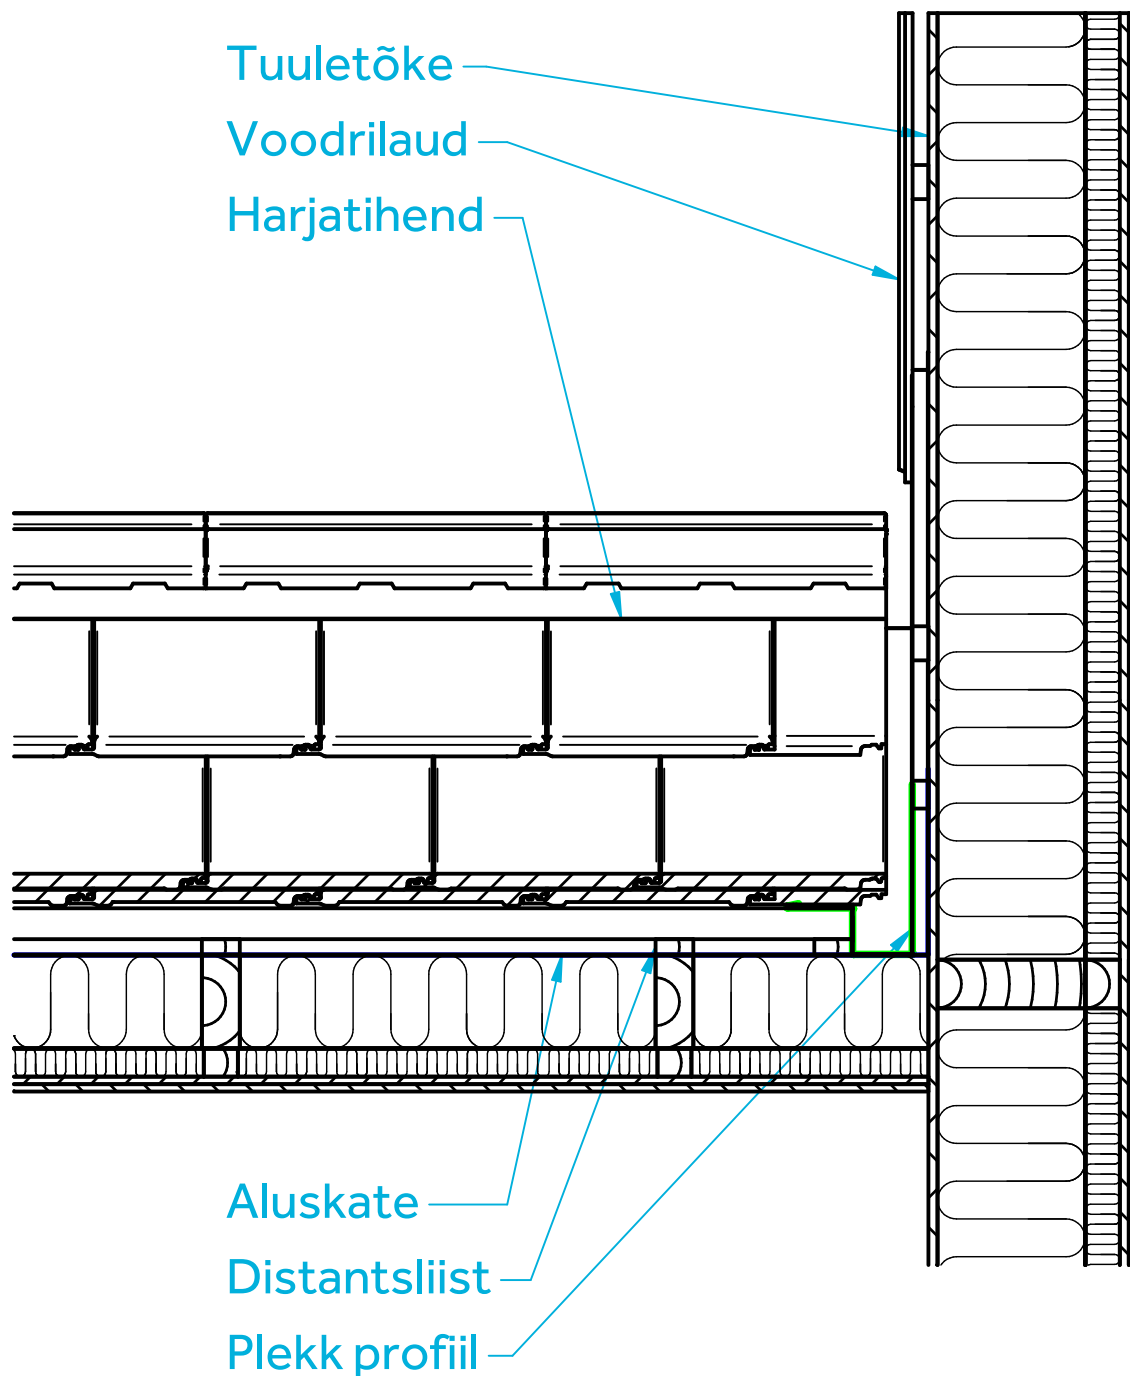 Tuuletõke
Voodrilaud
Harjatihend
Aluskate
Distantsliist
Plekk profiil